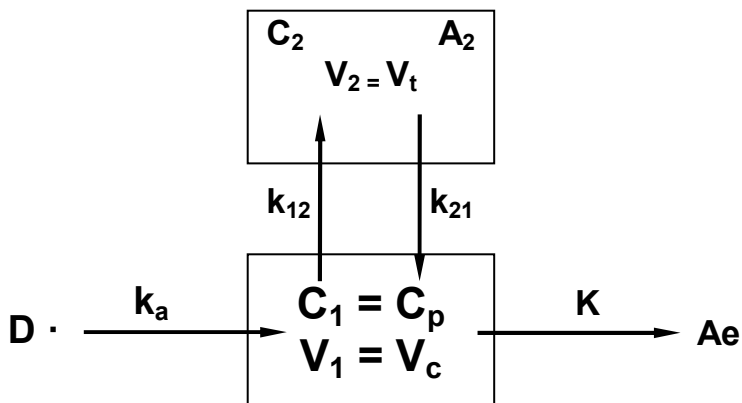 C₂ A₂
V₂ = Vₜ
k₁₂ k₂₁
kₐ
C₁ = Cₚ
K
D ·
V₁ = V꜀
Ae